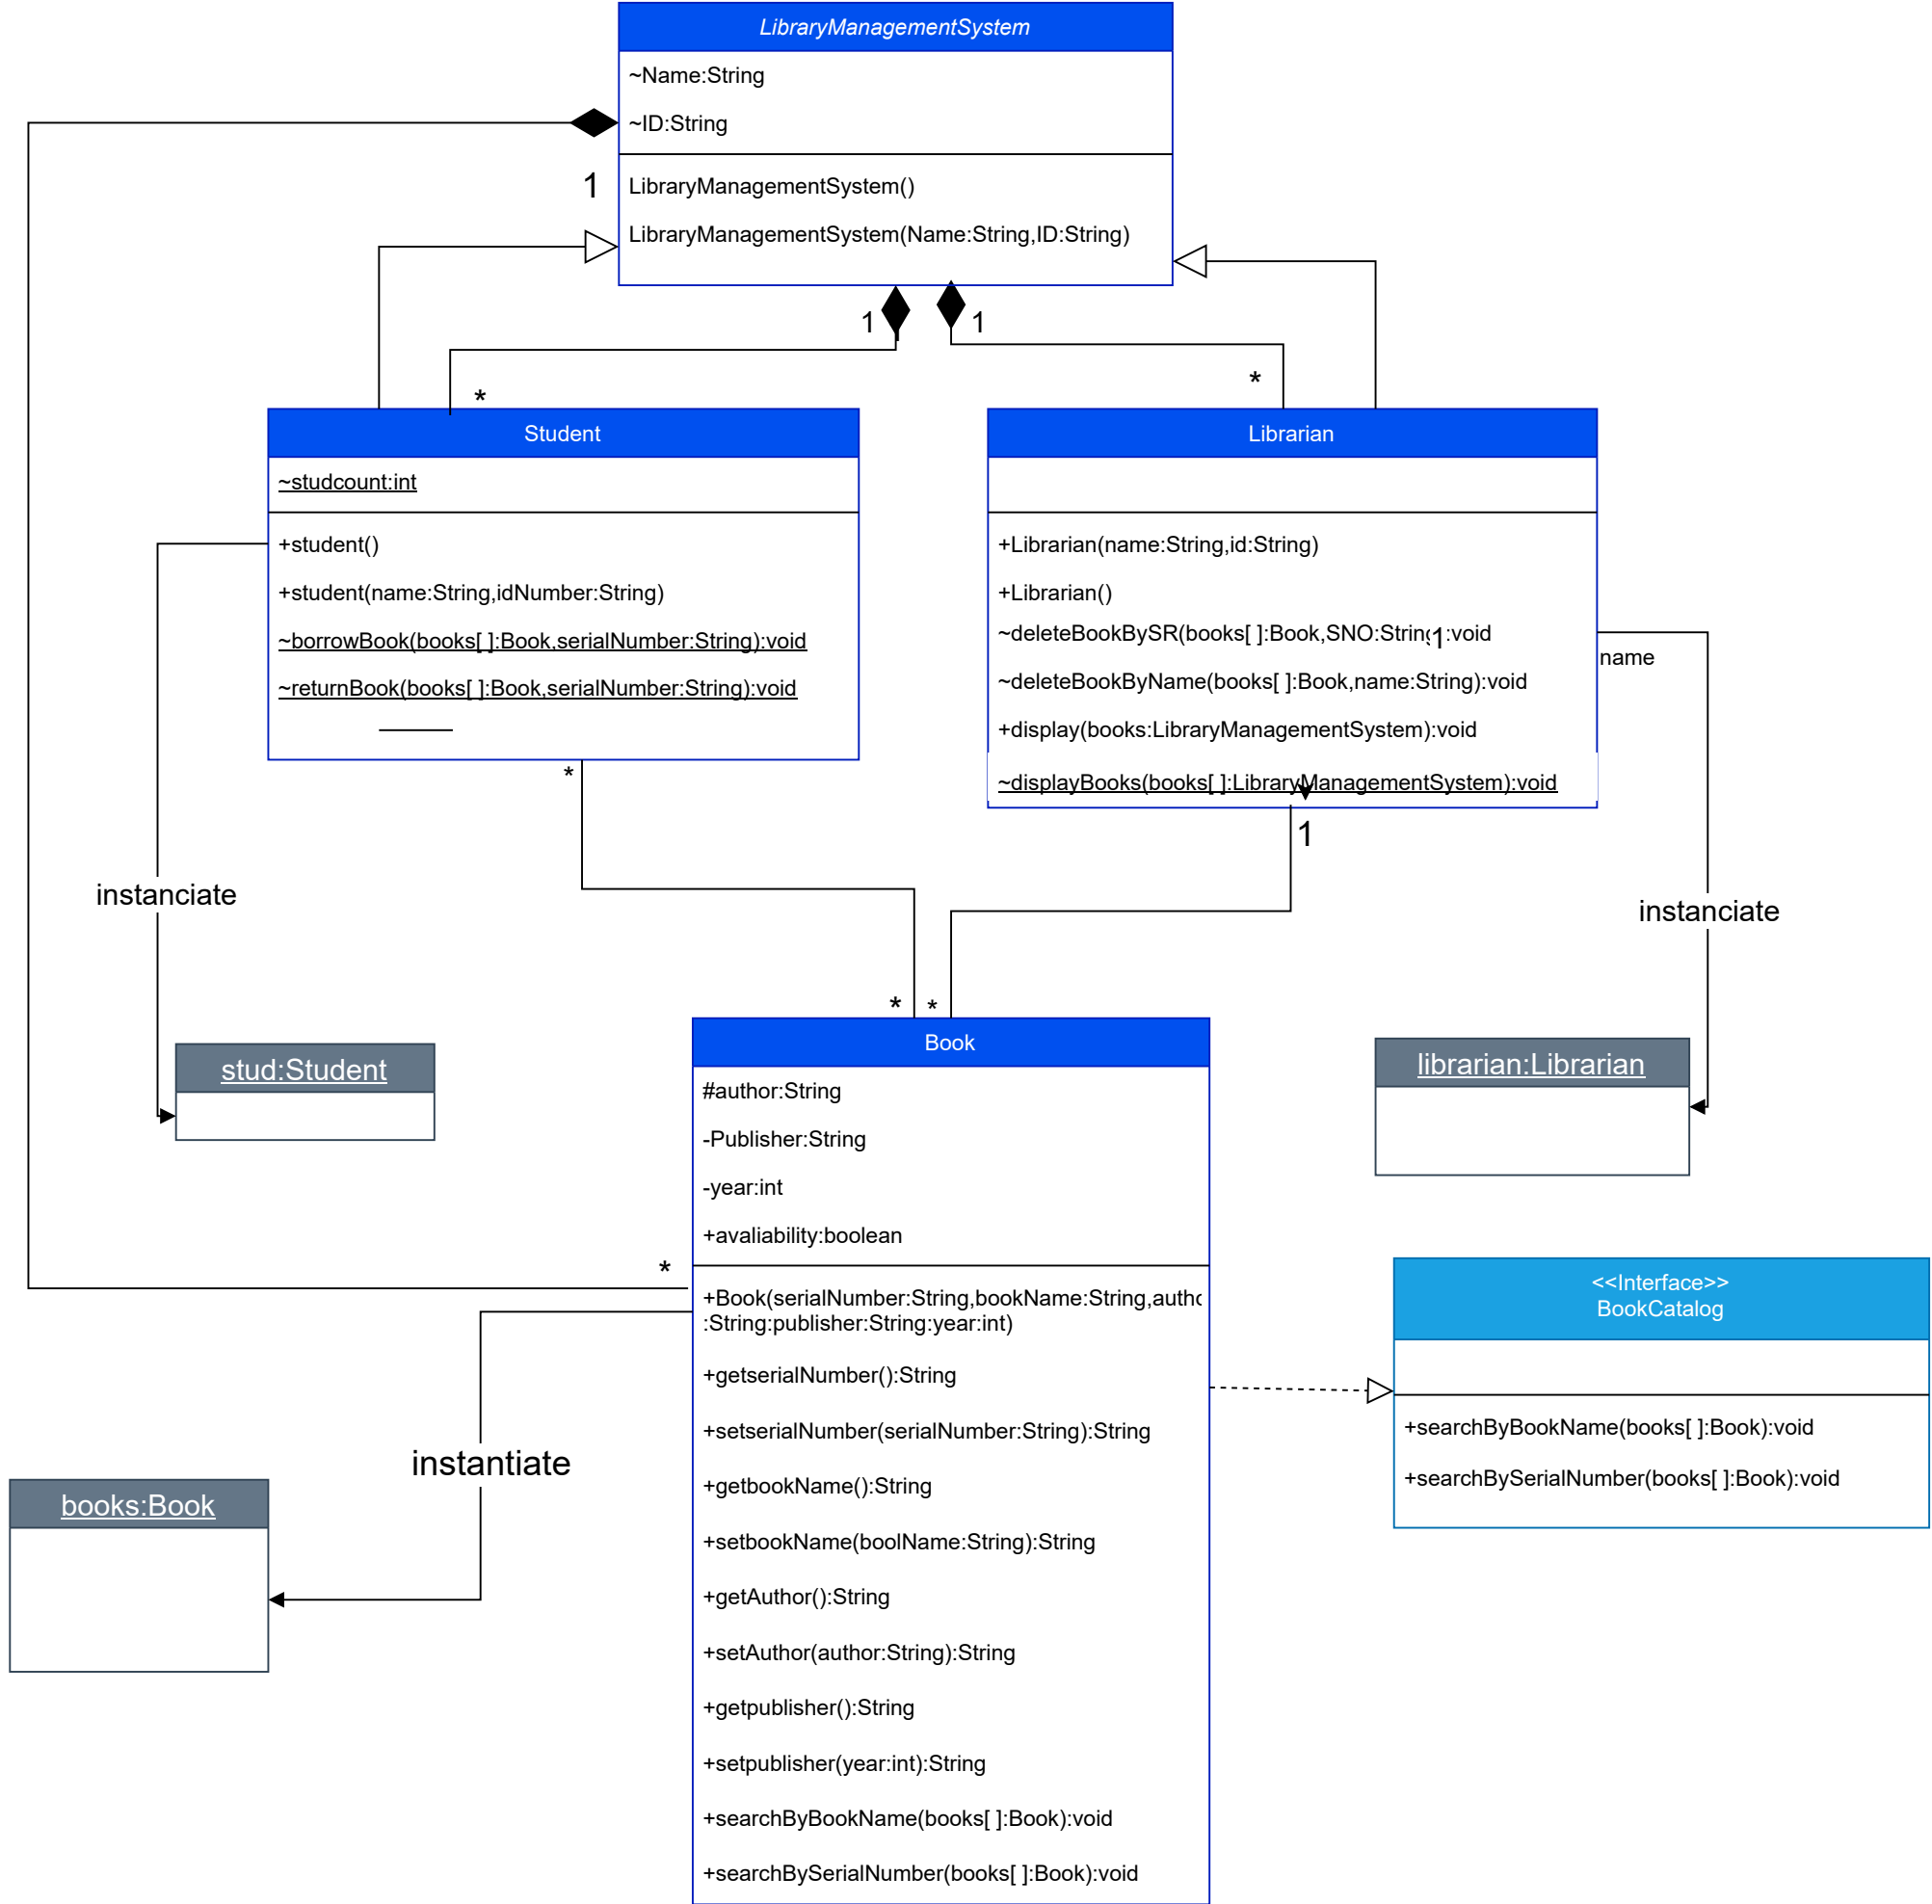 LibraryManagementSystem
~Name:String
~ID:String
1
LibraryManagementSystem()
LibraryManagementSystem(Name:String,ID:String)
1
1
*
*
Student
~studcount:int
+student()
+student(name:String,idNumber:String)
~borrowBook(books[ ]:Book,serialNumber:String):void
~returnBook(books[ ]:Book,serialNumber:String):void
*
Librarian
+Librarian(name:String,id:String)
+Librarian()
~deleteBookBySR(books[ ]:Book,SNO:String):void
1
name
~deleteBookByName(books[ ]:Book,name:String):void
+display(books:LibraryManagementSystem):void
~displayBooks(books[ ]:LibraryManagementSystem):void
1
instanciate
instanciate
*
*
stud:Student
librarian:Librarian
Book
#author:String
-Publisher:String
-year:int
+avaliability:boolean
*
+Book(serialNumber:String,bookName:String,autho
:String:publisher:String:year:int)
+getserialNumber():String
+setserialNumber(serialNumber:String):String
+getbookName():String
+setbookName(boolName:String):String
+getAuthor():String
+setAuthor(author:String):String
+getpublisher():String
+setpublisher(year:int):String
+searchByBookName(books[ ]:Book):void
+searchBySerialNumber(books[ ]:Book):void
instantiate
books:Book
<<Interface>>
BookCatalog
+searchByBookName(books[ ]:Book):void
+searchBySerialNumber(books[ ]:Book):void